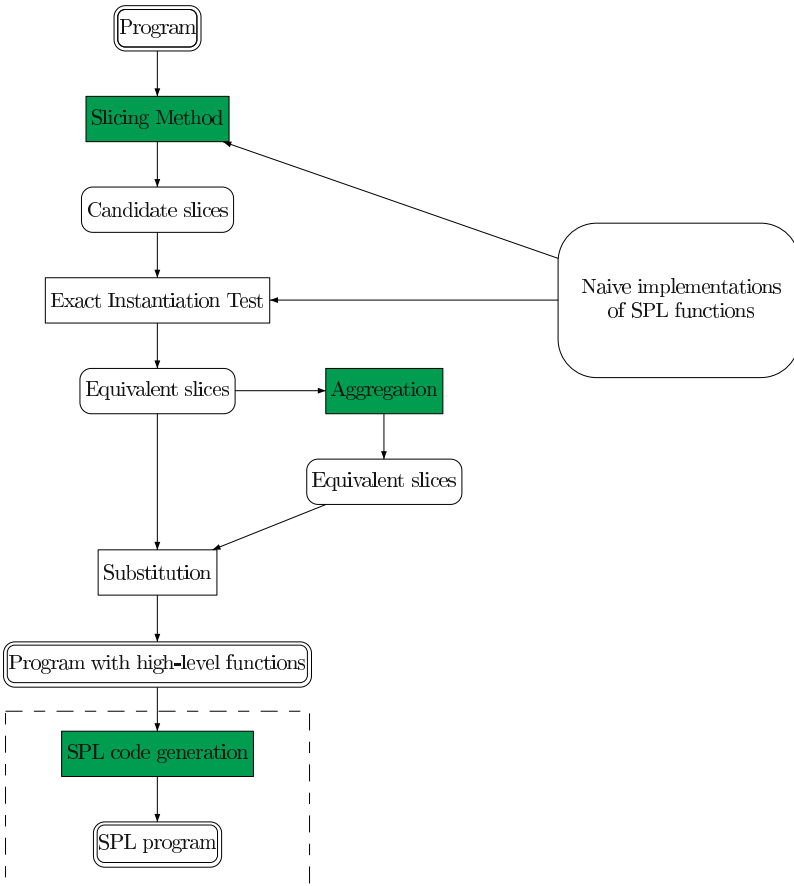 Program
Slicing Method
Candidate slices
Naive implementations
of SPL functions
Exact Instantiation Test
Equivalent slices
Aggregation
Equivalent slices
Substitution
Program with high-level functions
SPL code generation
SPL program